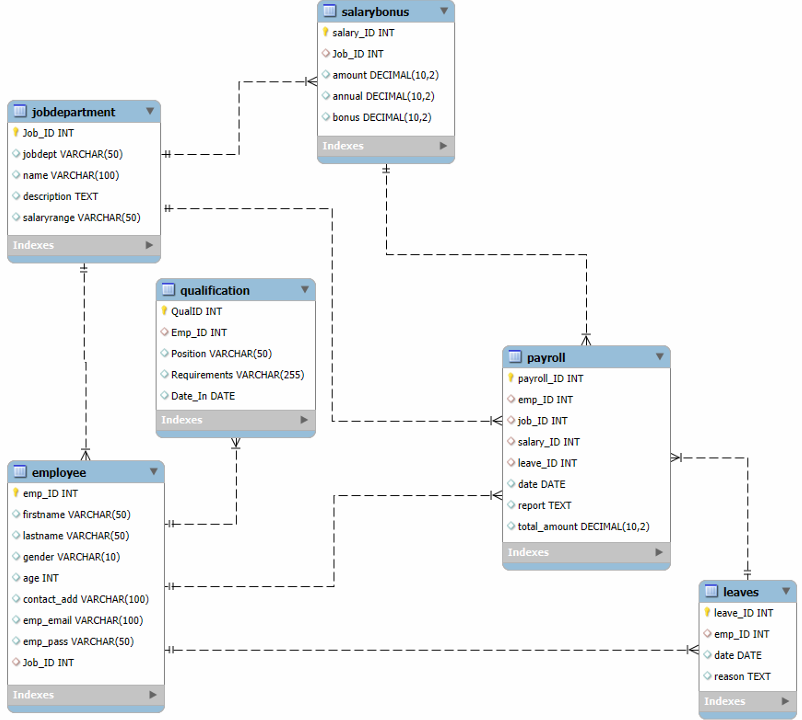 salarybonus
salary_ID INT
Job_ID INT
amount DECIMAL(10,2)
annual DECIMAL(10,2)
bonus DECIMAL(10,2)
Indexes
jobdepartment
Job_ID INT
jobdept VARCHAR(50)
name VARCHAR(100)
description TEXT
salaryrange VARCHAR(50)
Indexes
qualification
QualID INT
Emp_ID INT
Position VARCHAR(50)
Requirements VARCHAR(255)
Date_In DATE
Indexes
payroll
payroll_ID INT
emp_ID INT
job_ID INT
salary_ID INT
leave_ID INT
date DATE
report TEXT
total_amount DECIMAL(10,2)
Indexes
employee
emp_ID INT
firstname VARCHAR(50)
lastname VARCHAR(50)
gender VARCHAR(10)
age INT
contact_add VARCHAR(100)
emp_email VARCHAR(100)
emp_pass VARCHAR(50)
Job_ID INT
Indexes
leaves
leave_ID INT
emp_ID INT
date DATE
reason TEXT
Indexes